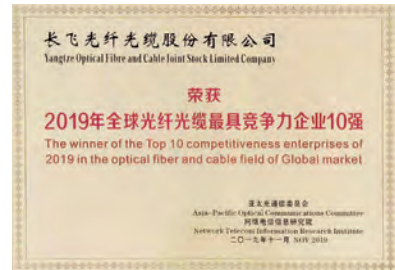 长飞光纤光缆股份有限公司
Yangtze Optical Fibre and Cable Joint Stock Limited Company
荣获
2019年全球光纤光缆最具竞争力企业10强
The winner of the Top 10 competitiveness enterprises of
2019 in the optical fiber and cable field of Global market
亚太光通信委员会
Asia-Pacific Optical Communications Committee
网络电信信息研究院
Network Telecom Information Research Institute
二〇一九年十一月 NOV 2019